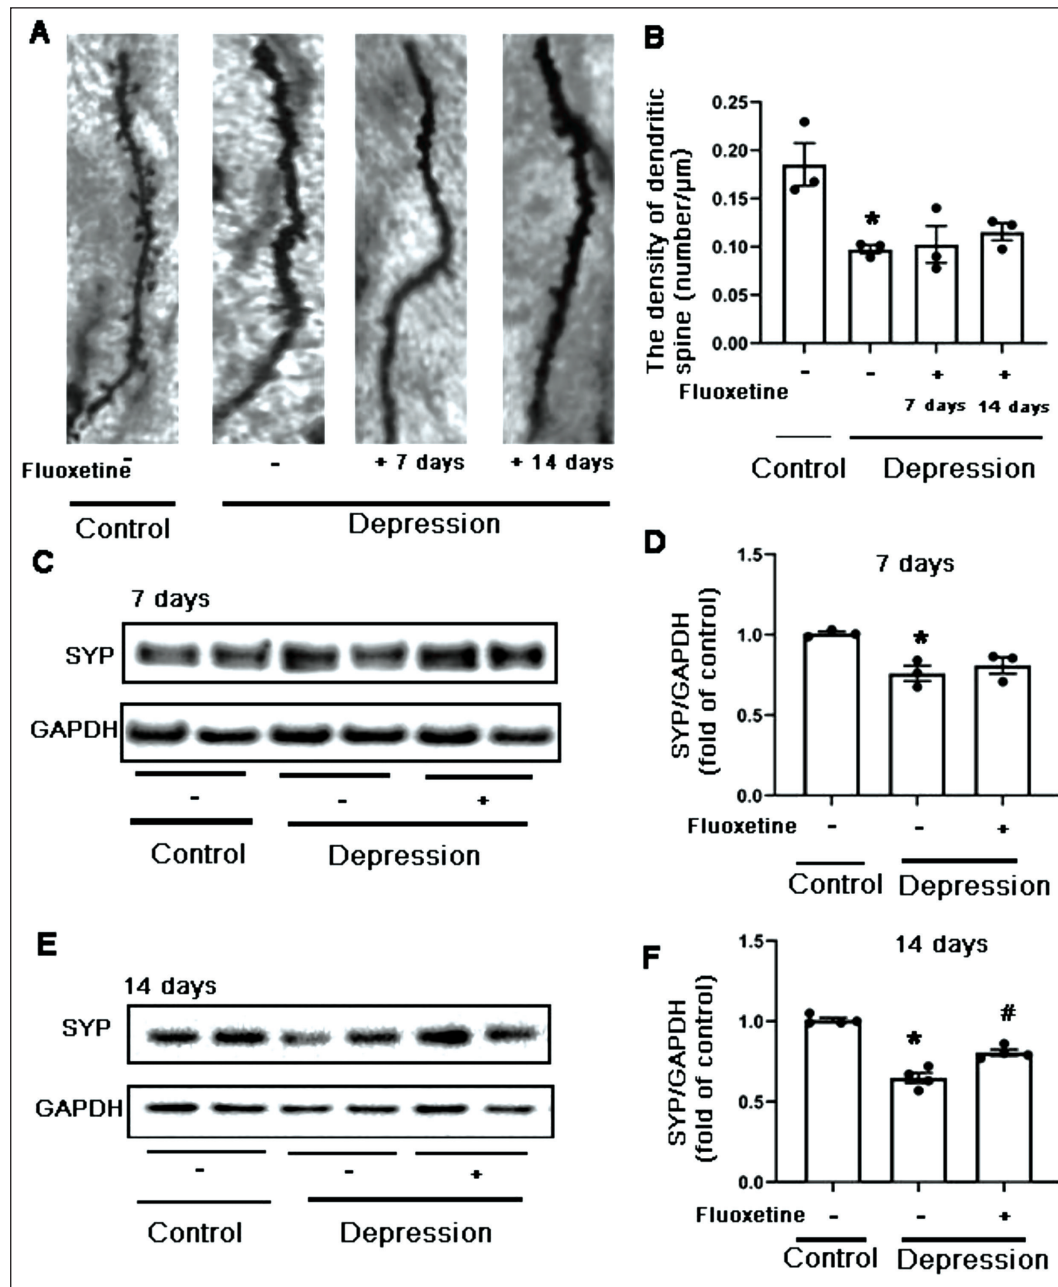 A
Fluoxetine - - + 7 days + 14 days
Control Depression
B
The density of dendritic
spine (number/µm)
0.25
0.20
0.15
0.10
0.05
0.00
*
Fluoxetine - - + +
7 days 14 days
Control Depression
C
7 days
SYP
GAPDH
- - +
Control Depression
D
7 days
SYP/GAPDH
(fold of control)
1.5
1.0
0.5
0.0
*
Fluoxetine - - +
Control Depression
E
14 days
SYP
GAPDH
- - +
Control Depression
F
14 days
SYP/GAPDH
(fold of control)
1.5
1.0
0.5
0.0
* #
Fluoxetine - - +
Control Depression